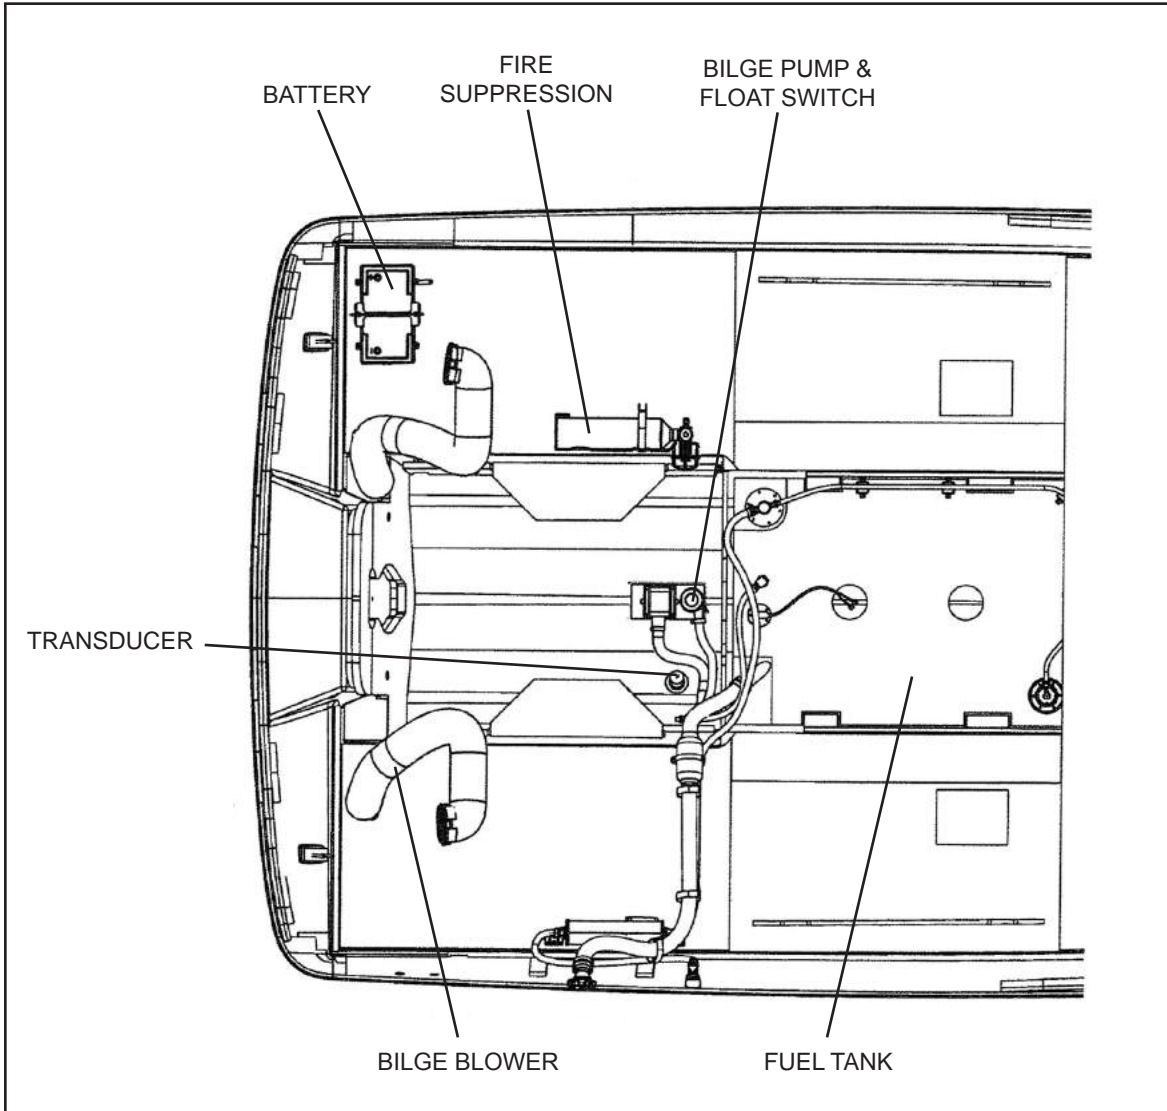 FIRE
SUPPRESSION
BILGE PUMP &
FLOAT SWITCH
BATTERY
TRANSDUCER
BILGE BLOWER
FUEL TANK